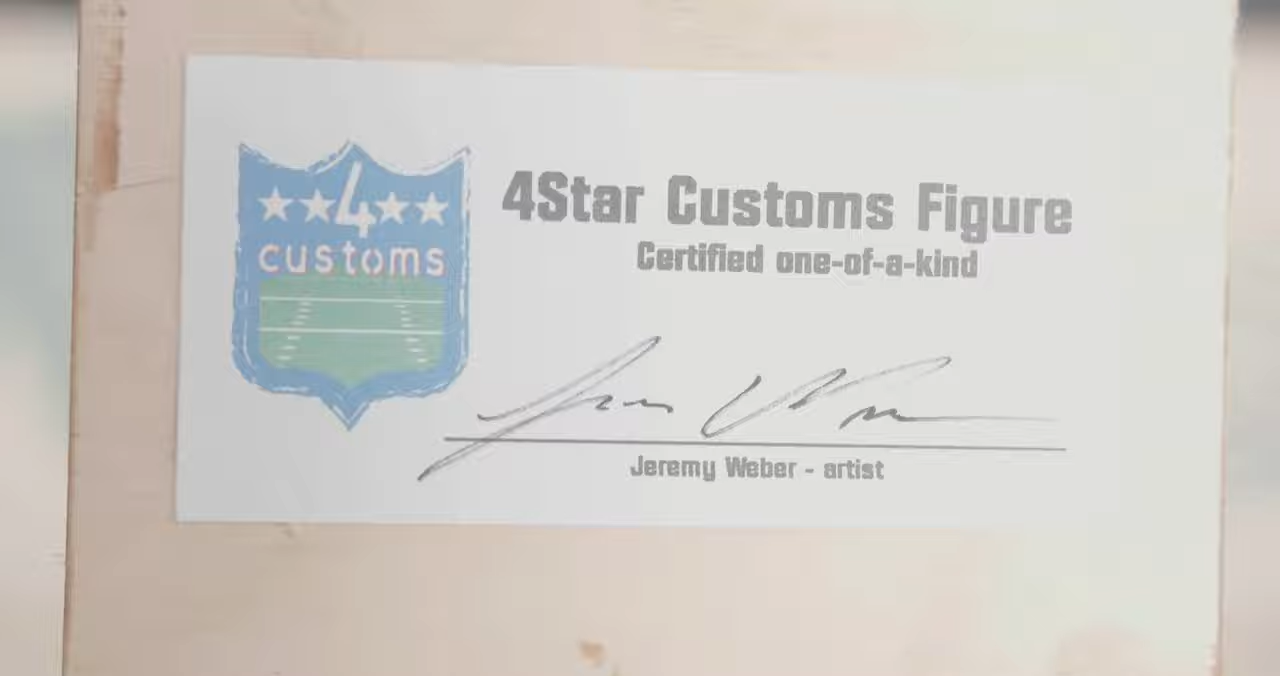 4
customs
4Star Customs Figure
Certified one-of-a-kind
Jeremy Weber - artist